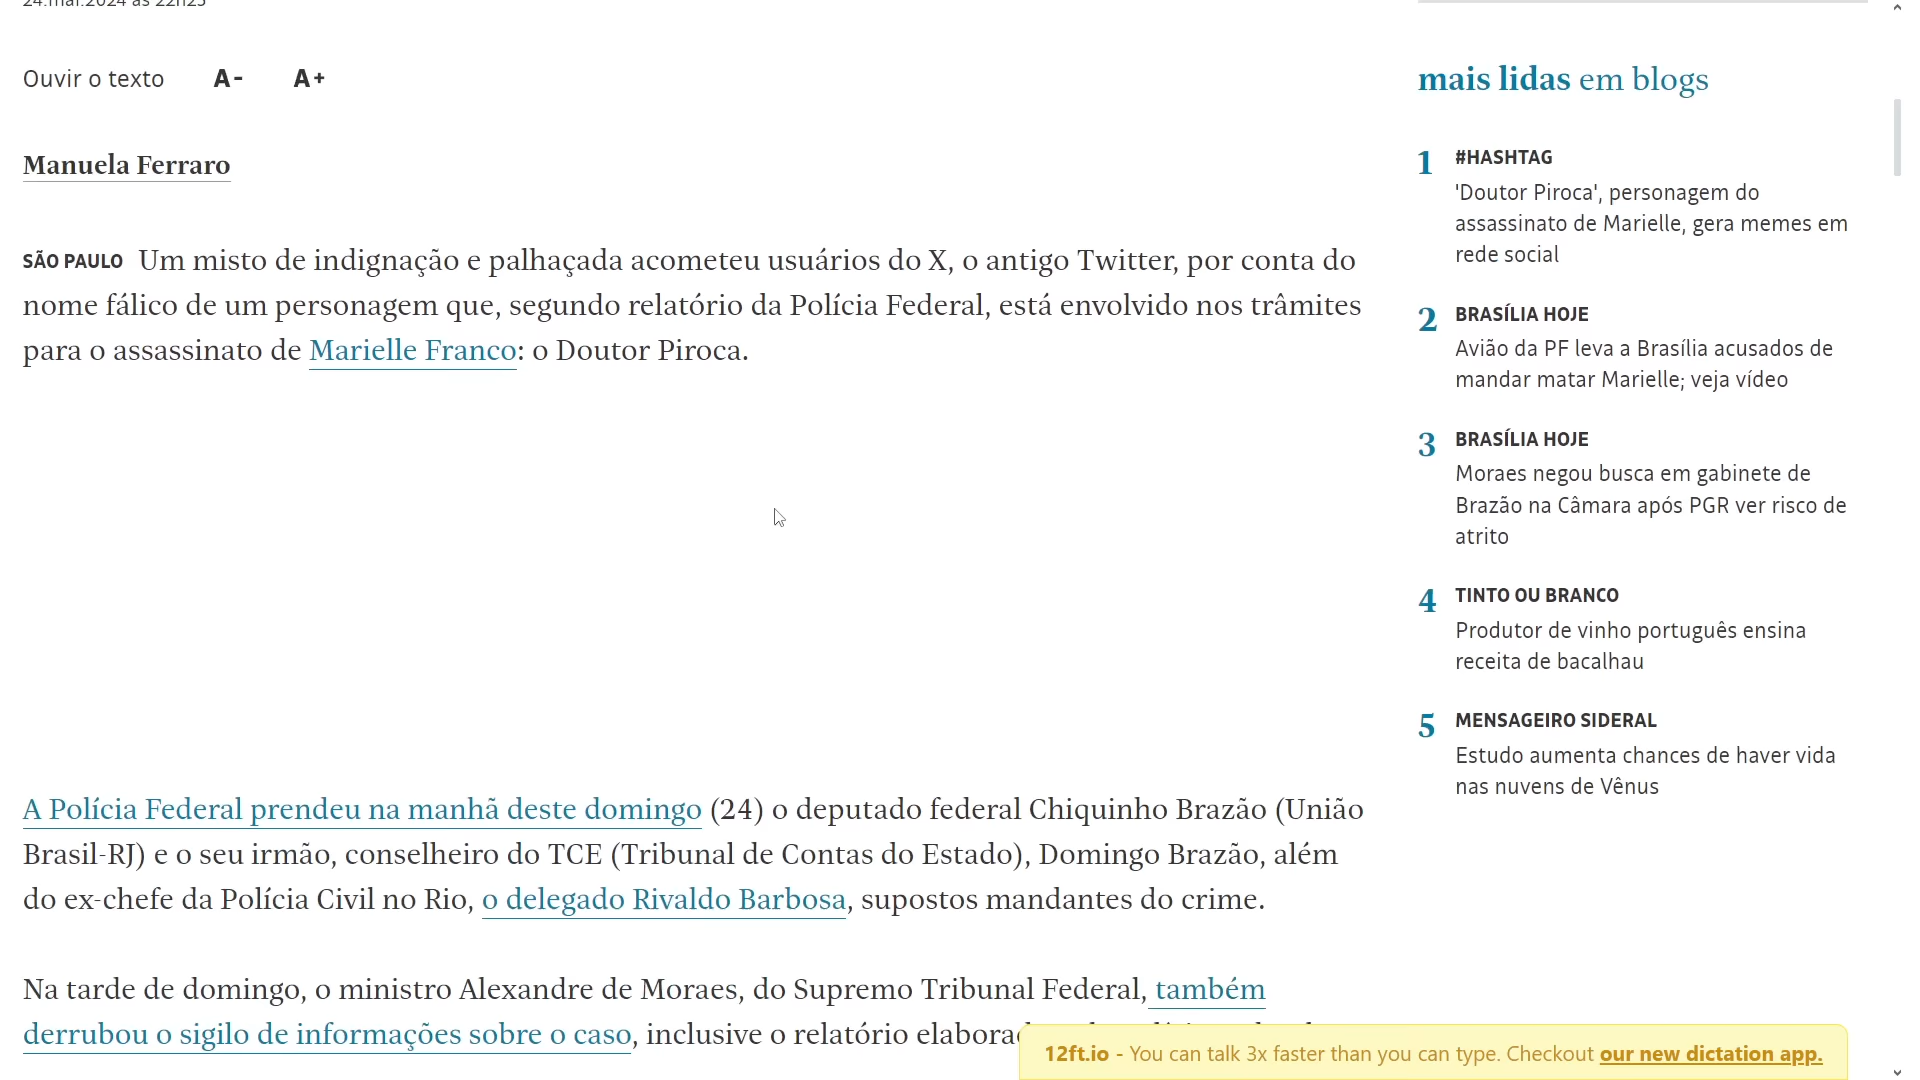 24.mar.2024 às 22h25
Ouvir o texto A- A+
Manuela Ferraro
SÃO PAULO Um misto de indignação e palhaçada acometeu usuários do X, o antigo Twitter, por conta do
nome fálico de um personagem que, segundo relatório da Polícia Federal, está envolvido nos trâmites
para o assassinato de Marielle Franco: o Doutor Piroca.
A Polícia Federal prendeu na manhã deste domingo (24) o deputado federal Chiquinho Brazão (União
Brasil-RJ) e o seu irmão, conselheiro do TCE (Tribunal de Contas do Estado), Domingo Brazão, além
do ex-chefe da Polícia Civil no Rio, o delegado Rivaldo Barbosa, supostos mandantes do crime.
Na tarde de domingo, o ministro Alexandre de Moraes, do Supremo Tribunal Federal, também
derrubou o sigilo de informações sobre o caso, inclusive o relatório
mais lidas em blogs
1 #HASHTAG
'Doutor Piroca', personagem do
assassinato de Marielle, gera memes em
rede social
2 BRASÍLIA HOJE
Avião da PF leva a Brasília acusados de
mandar matar Marielle; veja vídeo
3 BRASÍLIA HOJE
Moraes negou busca em gabinete de
Brazão na Câmara após PGR ver risco de
atrito
4 TINTO OU BRANCO
Produtor de vinho português ensina
receita de bacalhau
5 MENSAGEIRO SIDERAL
Estudo aumenta chances de haver vida
nas nuvens de Vênus
12ft.io - You can talk 3x faster than you can type. Checkout our new dictation app.